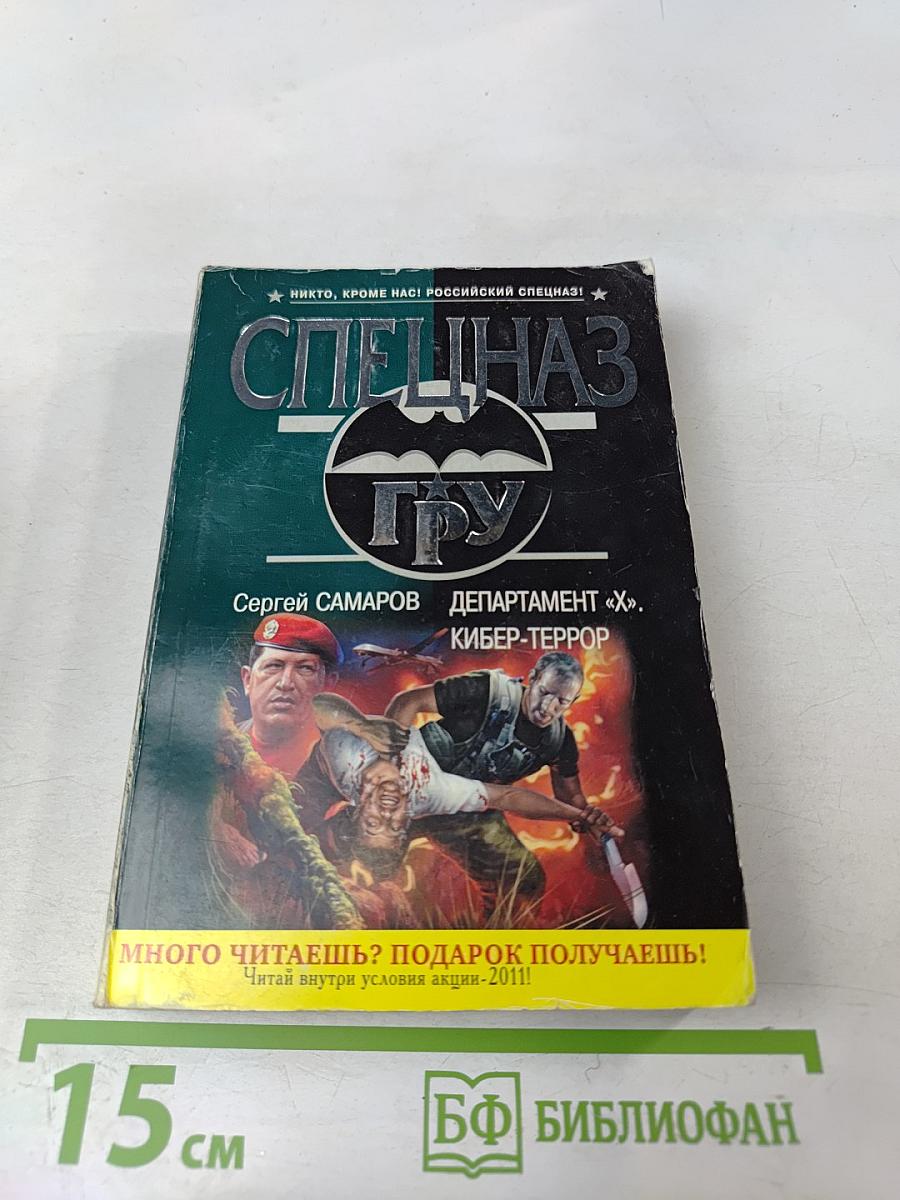 НИКТО, КРОМЕ НАС! РОССИЙСКИЙ СПЕЦНАЗ!
СПЕЦНАЗ
ГРУ
Сергей САМАРОВ ДЕПАРТАМЕНТ «Х».
КИБЕР-ТЕРРОР
МНОГО ЧИТАЕШЬ? ПОДАРОК ПОЛУЧАЕШЬ!
Читай внутри условия акции-2011!
15 см
БФ БИБЛИОФАН